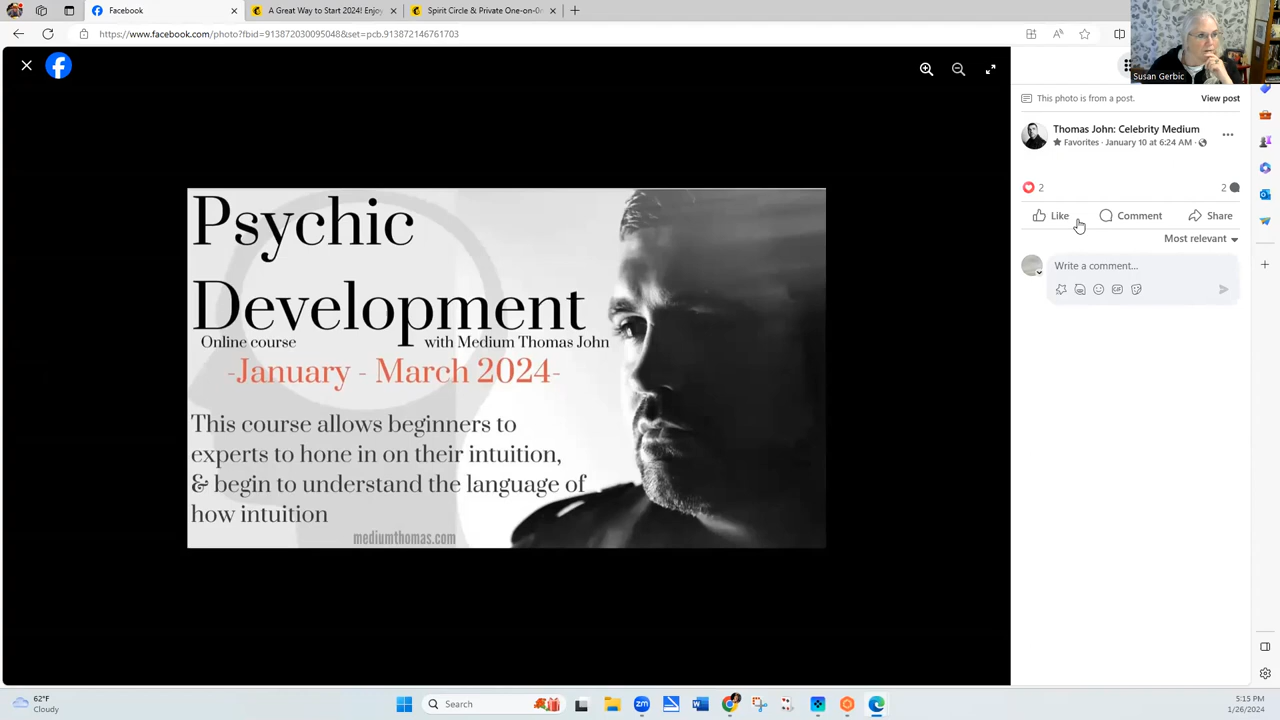 Facebook
A Great Way to Start 2024! Enjoy
Spirit Circle & Private One-on-On
https://www.facebook.com/photo?fbid=913872030095048&set=pcb.913872146761703
Susan Gerbic
This photo is from a post.
View post
Thomas John: Celebrity Medium
Favorites · January 10 at 6:24 AM ·
2
2
Like
Comment
Share
Most relevant
Write a comment...
GIF
Psychic
Development
Online course
with Medium Thomas John
-January - March 2024-
This course allows beginners to
experts to hone in on their intuition,
& begin to understand the language of
how intuition
mediumthomas.com
62°F
Cloudy
Search
zm
5:15 PM
1/26/2024